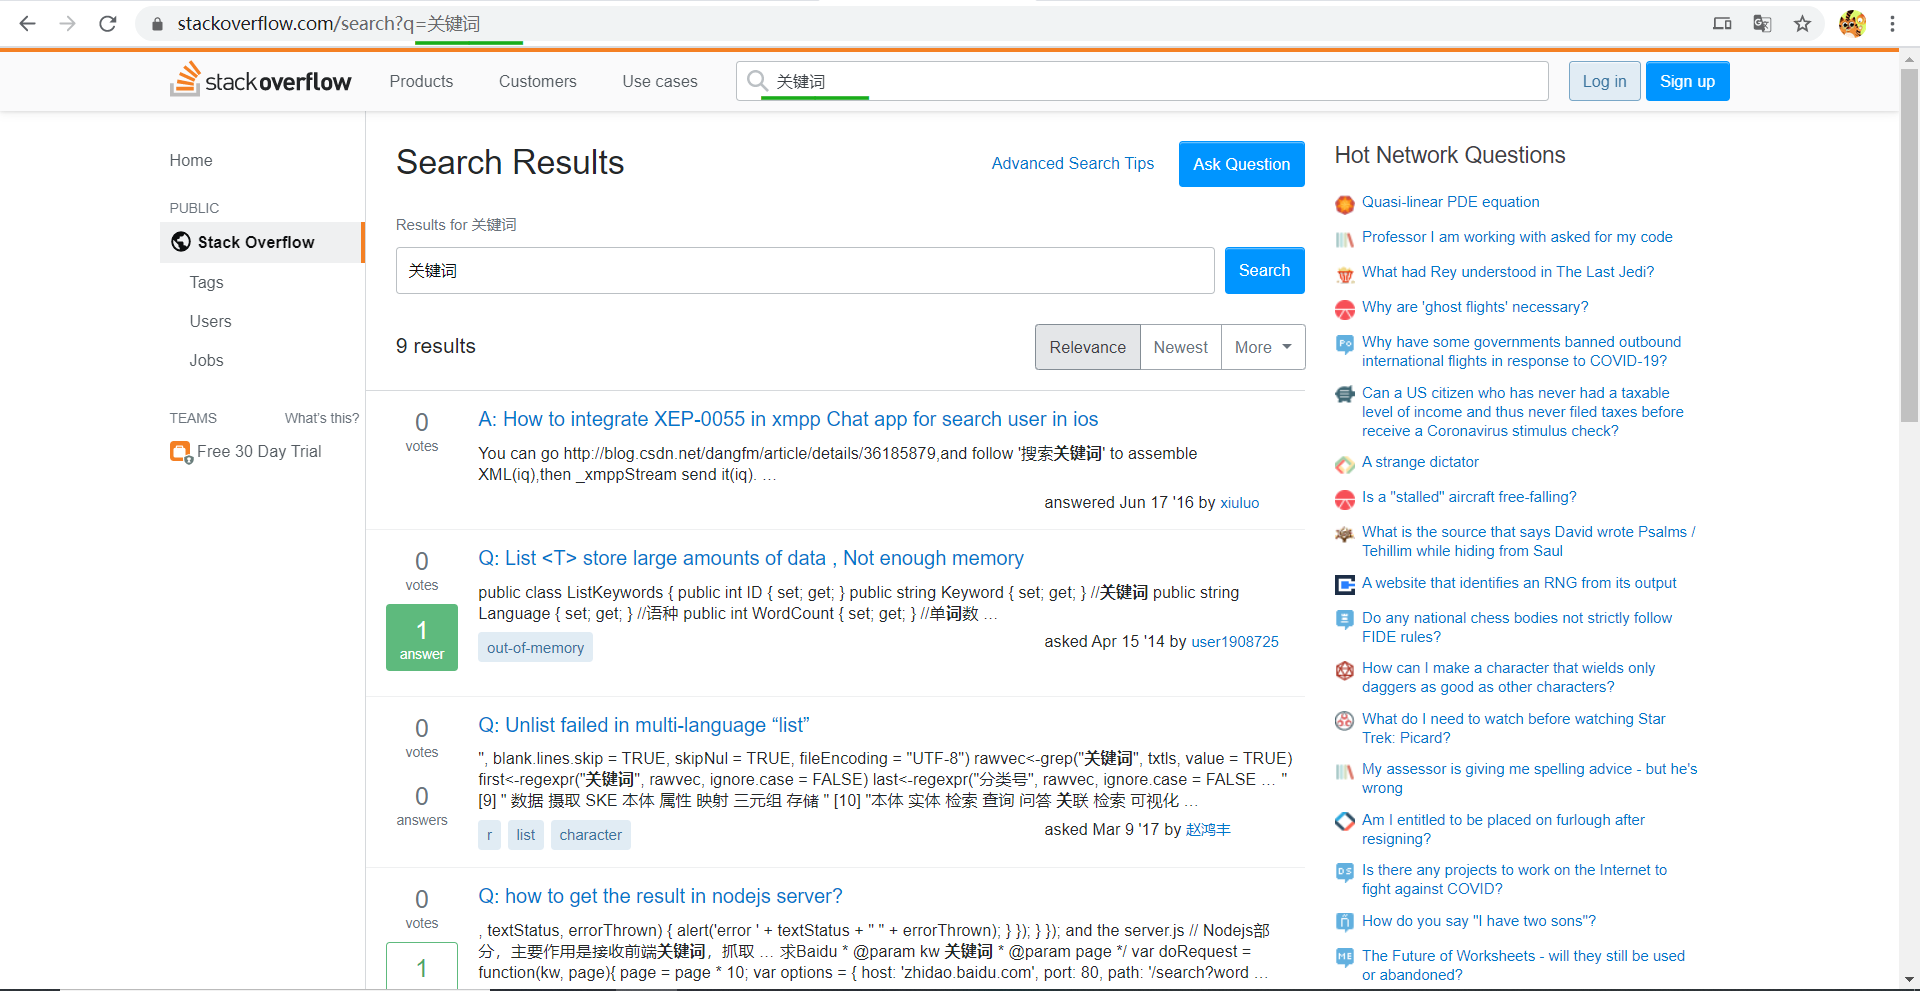 stackoverflow.com/search?q=关键词
stack overflow
Products
Customers
Use cases
关键词
Log in
Sign up
Home
PUBLIC
Stack Overflow
Tags
Users
Jobs
TEAMS
What's this?
Free 30 Day Trial
Search Results
Advanced Search Tips
Ask Question
Results for 关键词
关键词
Search
9 results
Relevance
Newest
More
0
votes
A: How to integrate XEP-0055 in xmpp Chat app for search user in ios
You can go http://blog.csdn.net/dangfm/article/details/36185879,and follow '搜索关键词' to assemble
XML(iq),then _xmppStream send it(iq). …
answered Jun 17 '16 by xiuluo
0
votes
1
answer
Q: List <T> store large amounts of data , Not enough memory
public class ListKeywords { public int ID { set; get; } public string Keyword { set; get; } //关键词 public string
Language { set; get; } //语种 public int WordCount { set; get; } //单词数 …
out-of-memory
asked Apr 15 '14 by user1908725
0
votes
0
answers
Q: Unlist failed in multi-language “list”
", blank.lines.skip = TRUE, skipNul = TRUE, fileEncoding = "UTF-8") rawvec<-grep("关键词", txtls, value = TRUE)
first<-regexpr("关键词", rawvec, ignore.case = FALSE) last<-regexpr("分类号", rawvec, ignore.case = FALSE … "
[9] " 数据 摄取 SKE 本体 属性 映射 三元组 存储 " [10] "本体 实体 检索 查询 问答 关联 检索 可视化 …
r
list
character
asked Mar 9 '17 by 赵鸿丰
0
votes
1
Q: how to get the result in nodejs server?
, textStatus, errorThrown) { alert('error ' + textStatus + " " + errorThrown); } }); } }); and the server.js // Nodejs部
分，主要作用是接收前端关键词，抓取 … 求Baidu * @param kw 关键词 * @param page */ var doRequest =
function(kw, page){ page = page * 10; var options = { host: 'zhidao.baidu.com', port: 80, path: '/search?word …
Hot Network Questions
Quasi-linear PDE equation
Professor I am working with asked for my code
What had Rey understood in The Last Jedi?
Why are 'ghost flights' necessary?
Why have some governments banned outbound
international flights in response to COVID-19?
Can a US citizen who has never had a taxable
level of income and thus never filed taxes before
receive a Coronavirus stimulus check?
A strange dictator
Is a "stalled" aircraft free-falling?
What is the source that says David wrote Psalms /
Tehillim while hiding from Saul
A website that identifies an RNG from its output
Do any national chess bodies not strictly follow
FIDE rules?
How can I make a character that wields only
daggers as good as other characters?
What do I need to watch before watching Star
Trek: Picard?
My assessor is giving me spelling advice - but he's
wrong
Am I entitled to be placed on furlough after
resigning?
Is there any projects to work on the Internet to
fight against COVID?
How do you say "I have two sons"?
The Future of Worksheets - will they still be used
or abandoned?